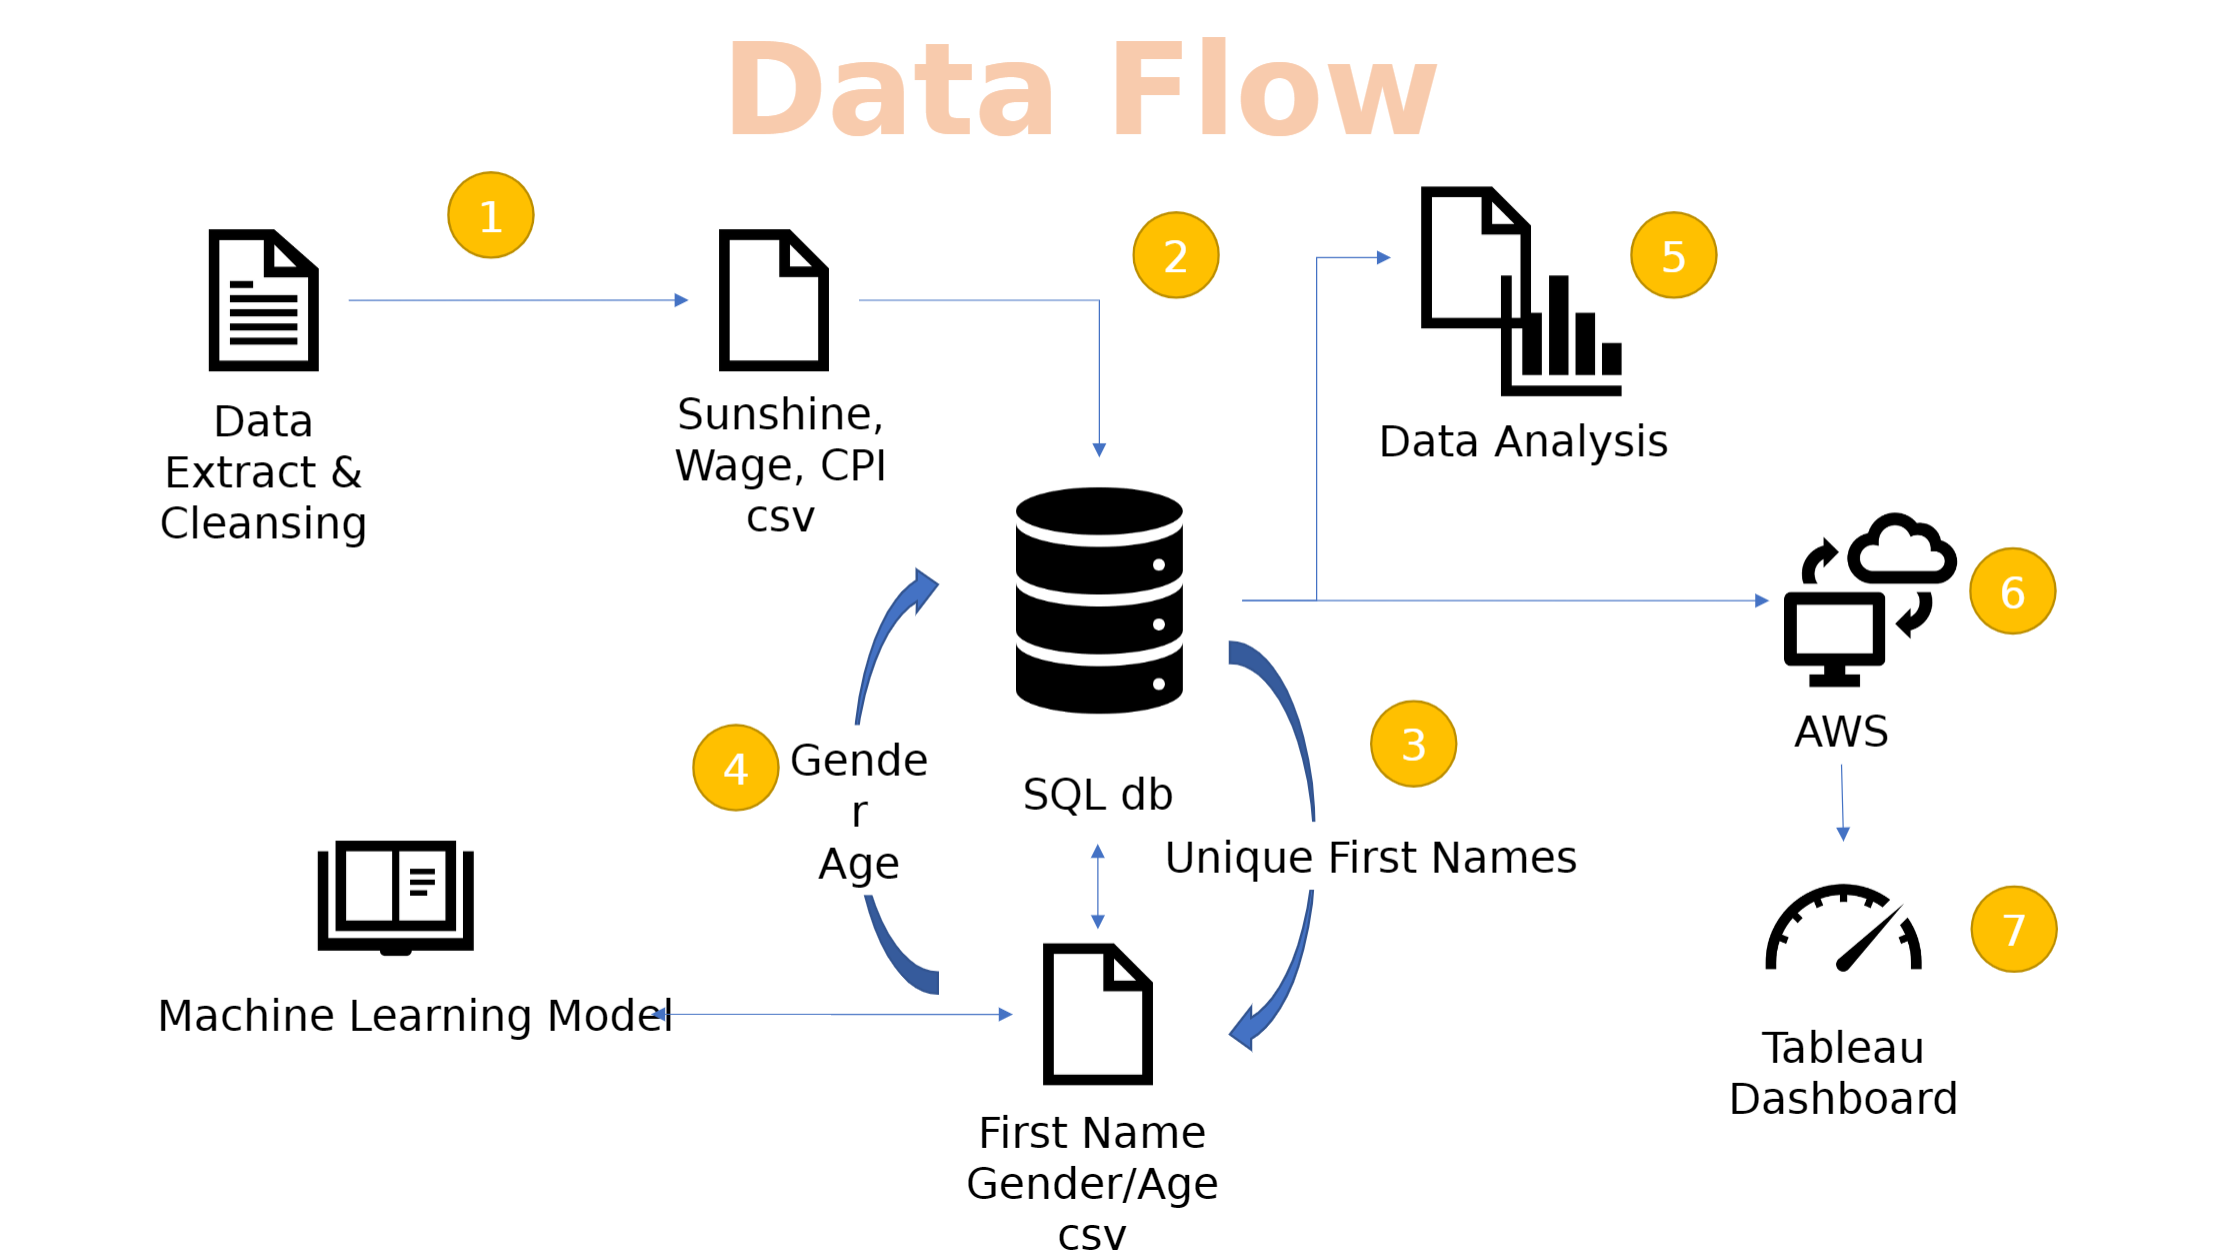 Data Flow
1
2
5
Data
Extract &
Cleansing
Sunshine,
Wage, CPI
csv
Data Analysis
6
AWS
4
Gende
r
Age
SQL db
3
Unique First Names
7
Machine Learning Model
Tableau
Dashboard
First Name
Gender/Age
csv